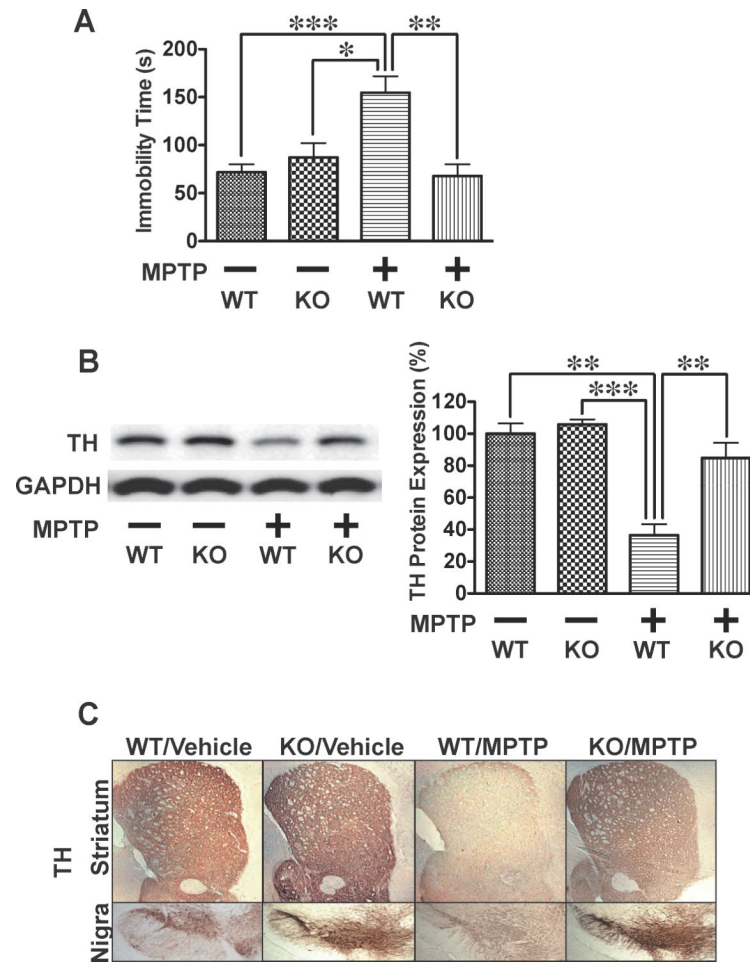 A
*** **
*
Immobility Time (s)
200
150
100
50
0
MPTP − − + +
WT KO WT KO
B
TH
GAPDH
MPTP − − + +
WT KO WT KO
** **
***
TH Protein Expression (%)
120
100
80
60
40
20
0
MPTP − − + +
WT KO WT KO
C
WT/Vehicle KO/Vehicle WT/MPTP KO/MPTP
TH
Striatum
Nigra